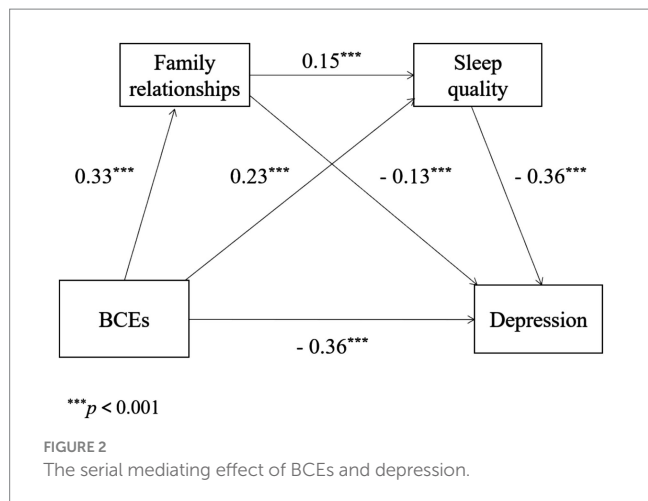 Family
relationships
0.15***
Sleep
quality
0.33***
0.23***
- 0.13***
- 0.36***
BCEs
- 0.36***
Depression
***p < 0.001
FIGURE 2
The serial mediating effect of BCEs and depression.